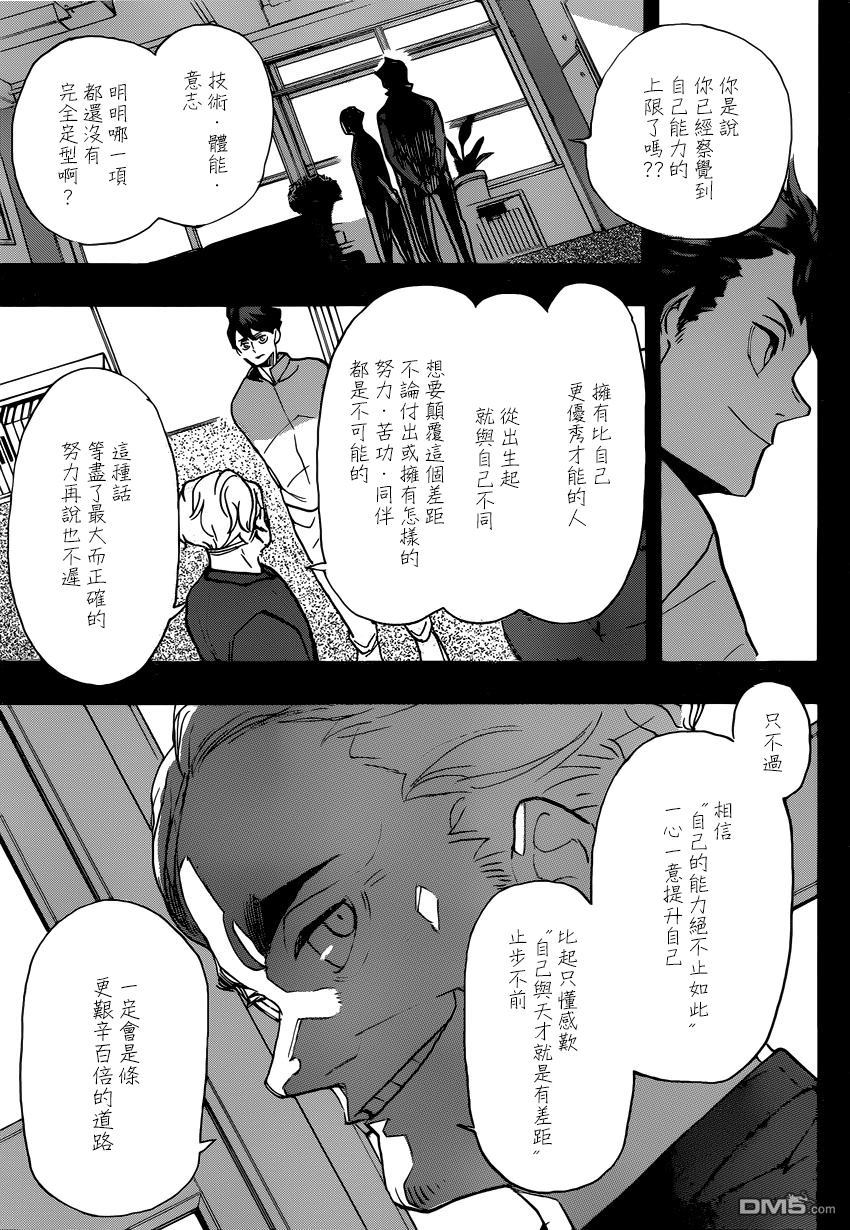 你是說
你已經察覺到
自己能力的
上限了嗎??
技術．體能．
意志
明明哪一項
都還沒有
完全定型啊？
擁有比自己
更優秀才能的人
從出生起
就與自己不同
想要顛覆這個差距
不論付出或擁有怎樣的
努力．苦功．同伴
都是不可能的
這種話
等盡了最大而正確的
努力再說也不遲
只不過
相信
"自己的能力絕不止如此"
一心一意提升自己
比起只懂感歎
"自己與天才就是有差距"
止步不前
一定會是條
更艱辛百倍的道路
DM5.com